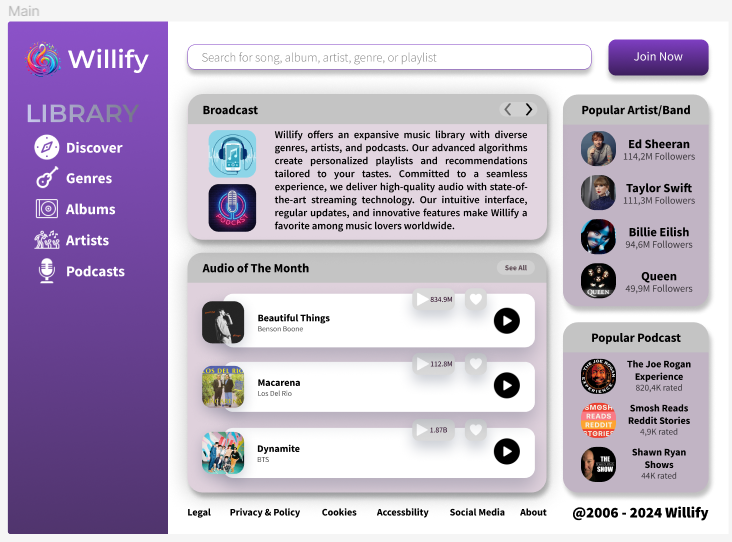 Main
Willify
LIBRARY
Discover
Genres
Albums
Artists
Podcasts
Search for song, album, artist, genre, or playlist
Join Now
Broadcast
PODCAST
Willify offers an expansive music library with diverse
genres, artists, and podcasts. Our advanced algorithms
create personalized playlists and recommendations
tailored to your tastes. Committed to a seamless
experience, we deliver high-quality audio with state-of-
the-art streaming technology. Our intuitive interface,
regular updates, and innovative features make Willify a
favorite among music lovers worldwide.
Audio of The Month
See All
834.9M
Beautiful Things
Benson Boone
112.8M
LOS DEL RIO
Macarena
Los Del Rio
1.87B
Dynamite
BTS
Popular Artist/Band
Ed Sheeran
114,2M Followers
Taylor Swift
111,3M Followers
Billie Eilish
94,6M Followers
QUEEN
Queen
49,9M Followers
Popular Podcast
THE JOE ROGAN
The Joe Rogan
Experience
820,4K rated
SMOSH
READS
REDDIT
STORIES
Smosh Reads
Reddit Stories
4,9K rated
THE
SHOW
Shawn Ryan
Shows
44K rated
Legal
Privacy & Policy
Cookies
Accessbility
Social Media
About
@2006 - 2024 Willify